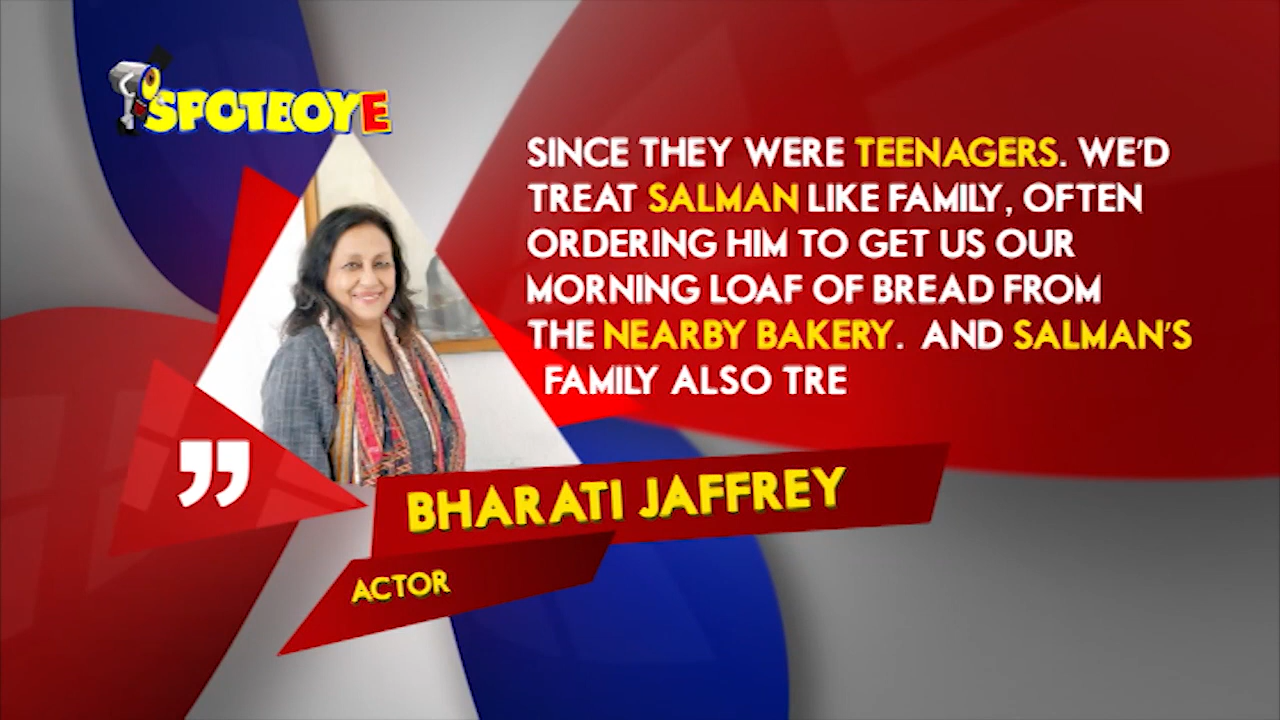 SPOTBOYE
SINCE THEY WERE TEENAGERS. WE'D
TREAT SALMAN LIKE FAMILY, OFTEN
ORDERING HIM TO GET US OUR
MORNING LOAF OF BREAD FROM
THE NEARBY BAKERY. AND SALMAN'S
FAMILY ALSO TRE
”
BHARATI JAFFREY
ACTOR